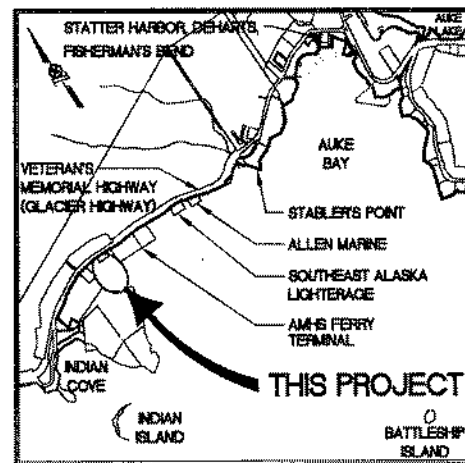 STATTER HARBOR, DEHARTS,
FISHERMAN'S BEND
AUKE
LAKE
AUKE
BAY
VETERAN'S
MEMORIAL HIGHWAY
(GLACIER HIGHWAY)
STABLER'S POINT
ALLEN MARINE
SOUTHEAST ALASKA
LIGHTERAGE
AMHS FERRY
TERMINAL
THIS PROJECT
INDIAN
COVE
INDIAN
ISLAND
BATTLESHIP
ISLAND